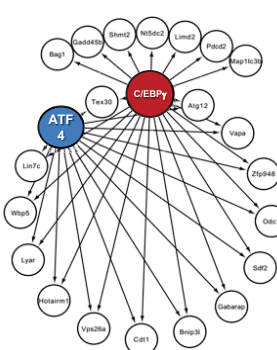 Bag1
Gadd45b
Shmt2
Nt5dc2
Limd2
Pdcd2
Map1lc3b
Tex30
C/EBPγ
Atg12
ATF
4
Vapa
Lin7c
Zfp948
Wbp5
Odc
Lyar
Sdf2
Hotairm1
Gabarap
Vps26a
Cdt1
Bnip3l